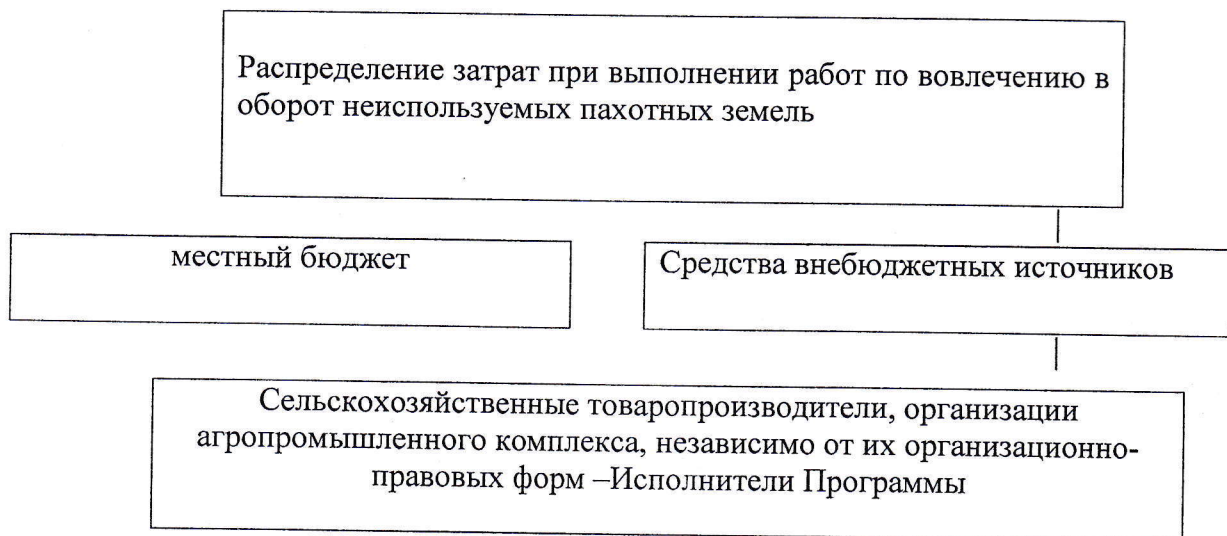 Распределение затрат при выполнении работ по вовлечению в
оборот неиспользуемых пахотных земель
местный бюджет
Средства внебюджетных источников
Сельскохозяйственные товаропроизводители, организации
агропромышленного комплекса, независимо от их организационно-
правовых форм –Исполнители Программы